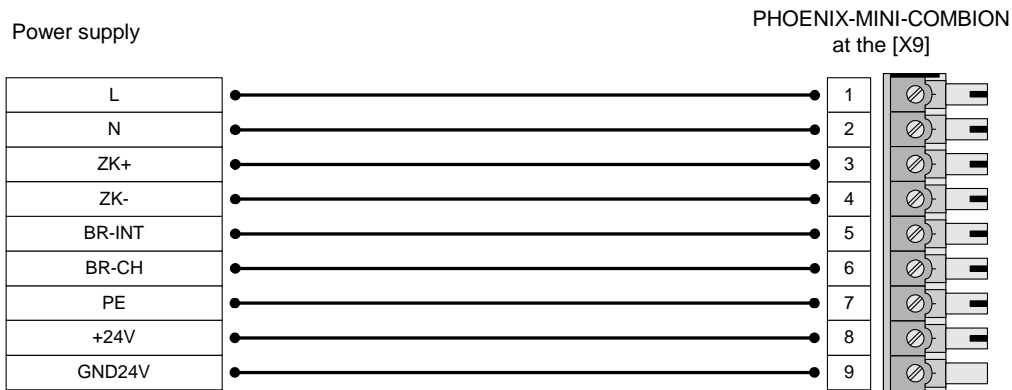 Power supply
PHOENIX-MINI-COMBION
at the [X9]
L 1
N 2
ZK+ 3
ZK- 4
BR-INT 5
BR-CH 6
PE 7
+24V 8
GND24V 9